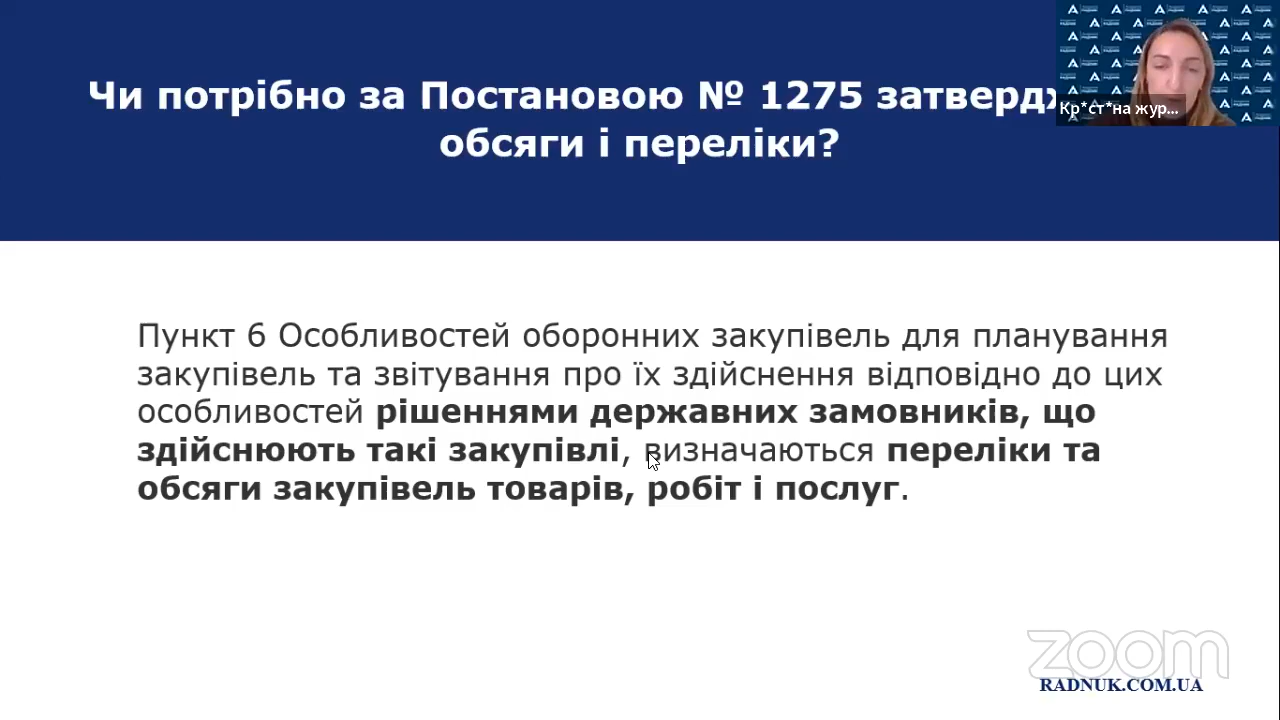 Чи потрібно за Постановою № 1275
обсяги і переліки?
Кр*ст*на жур...
Пункт 6 Особливостей оборонних закупівель для планування
закупівель та звітування про їх здійснення відповідно до цих
особливостей рішеннями державних замовників, що
здійснюють такі закупівлі, визначаються переліки та
обсяги закупівель товарів, робіт і послуг.
zoom
RADNUK.COM.UA